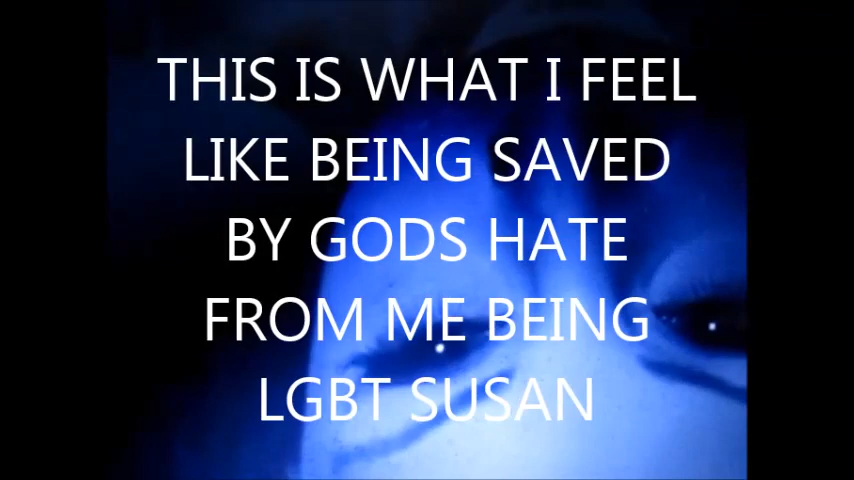 THIS IS WHAT I FEEL
LIKE BEING SAVED
BY GODS HATE
FROM ME BEING
LGBT SUSAN